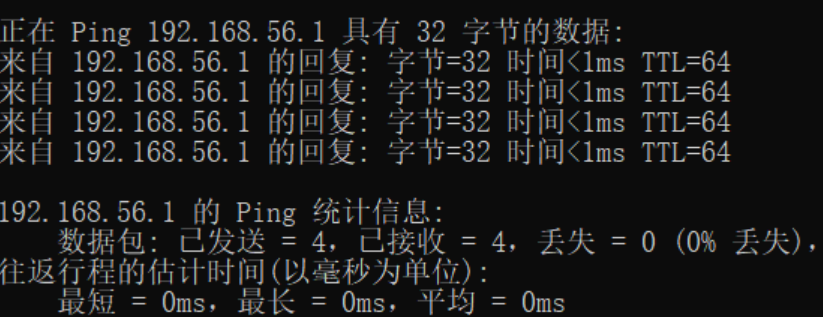 正在 Ping 192.168.56.1 具有 32 字节的数据:
来自 192.168.56.1 的回复: 字节=32 时间<1ms TTL=64
来自 192.168.56.1 的回复: 字节=32 时间<1ms TTL=64
来自 192.168.56.1 的回复: 字节=32 时间<1ms TTL=64
来自 192.168.56.1 的回复: 字节=32 时间<1ms TTL=64
192.168.56.1 的 Ping 统计信息:
数据包: 已发送 = 4，已接收 = 4，丢失 = 0 (0% 丢失)，
往返行程的估计时间(以毫秒为单位):
最短 = 0ms，最长 = 0ms，平均 = 0ms